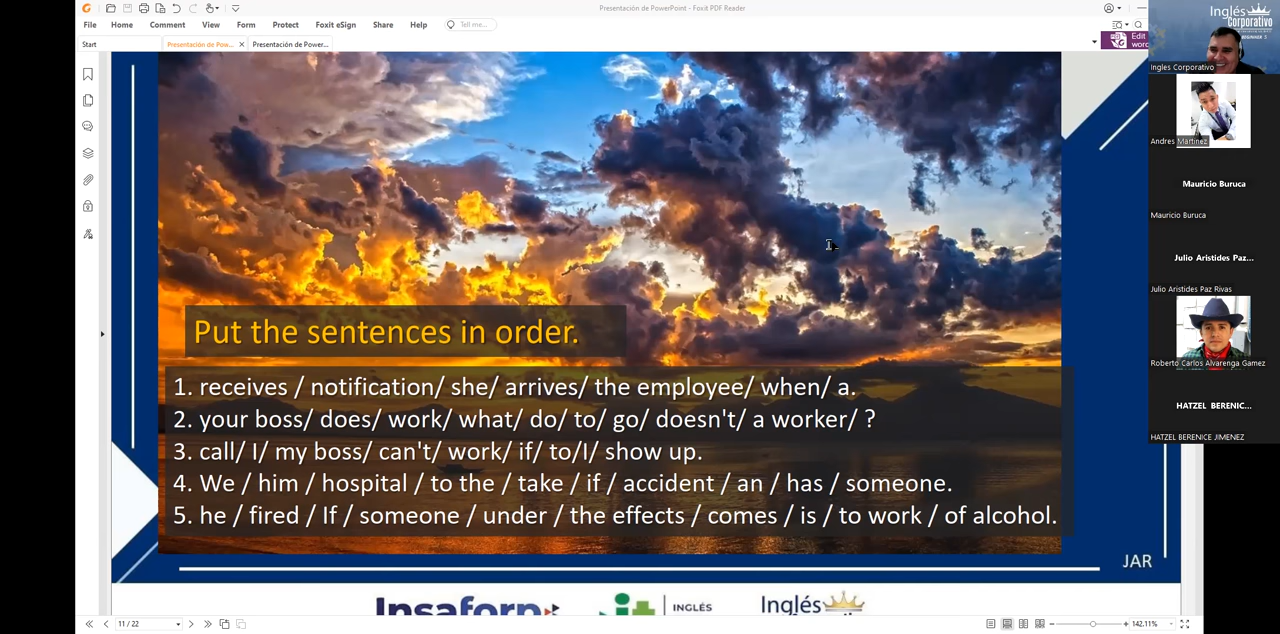 Presentación de PowerPoint - Foxit PDF Reader
File Home Comment View Form Protect Foxit eSign Share Help Tell me...
Start Presentación de Pow... Presentación de Power...
Edit
Put the sentences in order.
1. receives / notification/ she/ arrives/ the employee/ when/ a.
2. your boss/ does/ work/ what/ do/ to/ go/ doesn't/ a worker/ ?
3. call/ I/ my boss/ can't/ work/ if/ to/I/ show up.
4. We / him / hospital / to the / take / if / accident / an / has / someone.
5. he / fired / If / someone / under / the effects / comes / is / to work / of alcohol.
JAR
Insaforp
INGLÉS
Inglés
11 / 22
142.11%
Inglés
Corporativo
Ingles Corporativo
Andres Martinez
Mauricio Buruca
Mauricio Buruca
Julio Aristides Paz...
Julio Aristides Paz Rivas
Roberto Carlos Alvarenga Gamez
HATZEL BERENIC...
HATZEL BERENICE JIMENEZ